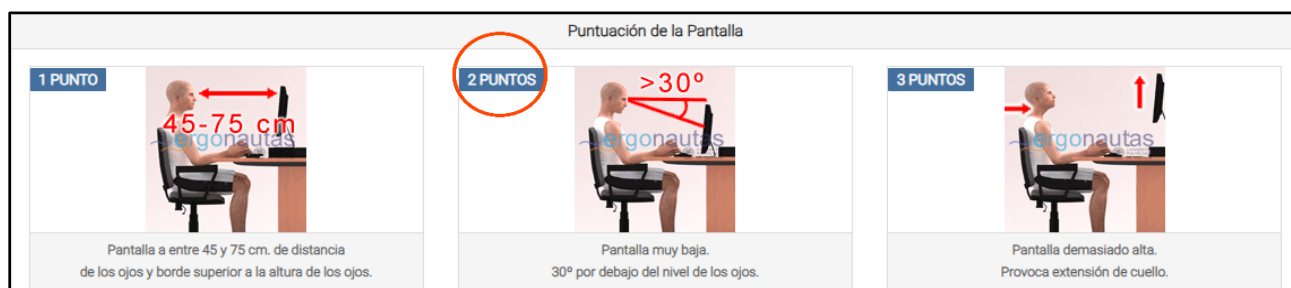 Puntuación de la Pantalla
1 PUNTO
45-75 cm
ergonautas
Pantalla a entre 45 y 75 cm. de distancia
de los ojos y borde superior a la altura de los ojos.
2 PUNTOS
>30º
ergonautas
Pantalla muy baja.
30º por debajo del nivel de los ojos.
3 PUNTOS
ergonautas
Pantalla demasiado alta.
Provoca extensión de cuello.